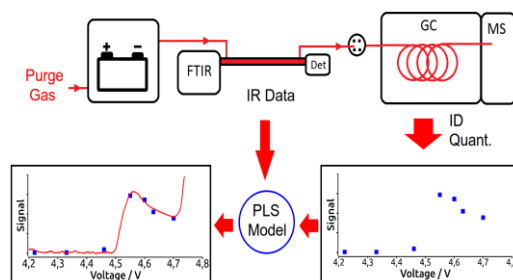 GC
MS
+ −
FTIR
Det
Purge
Gas
IR Data
ID
Quant.
PLS
Model
Signal
4,2 4,3 4,4 4,5 4,6 4,7 4,8
Voltage / V
Signal
4,2 4,3 4,4 4,5 4,6 4,7 4,8
Voltage / V